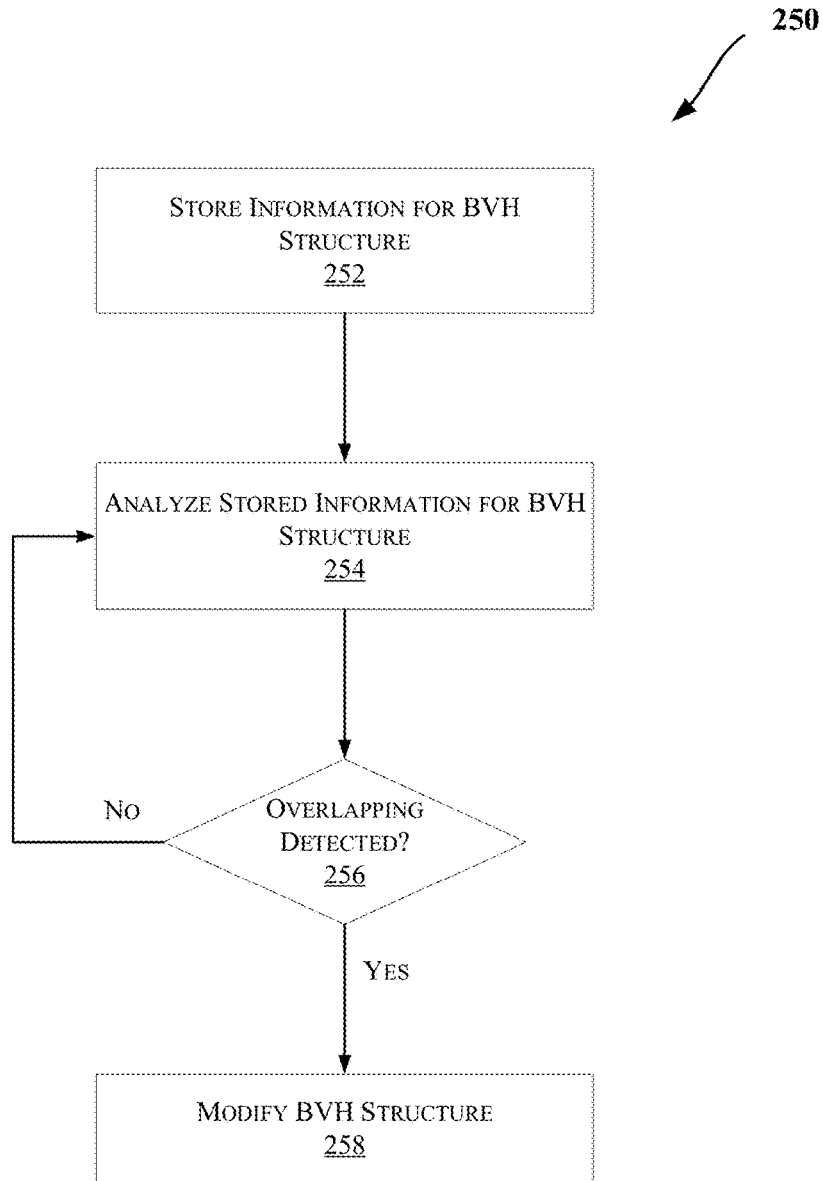 250
STORE INFORMATION FOR BVH
STRUCTURE
252
ANALYZE STORED INFORMATION FOR BVH
STRUCTURE
254
NO
OVERLAPPING
DETECTED?
256
YES
MODIFY BVH STRUCTURE
258